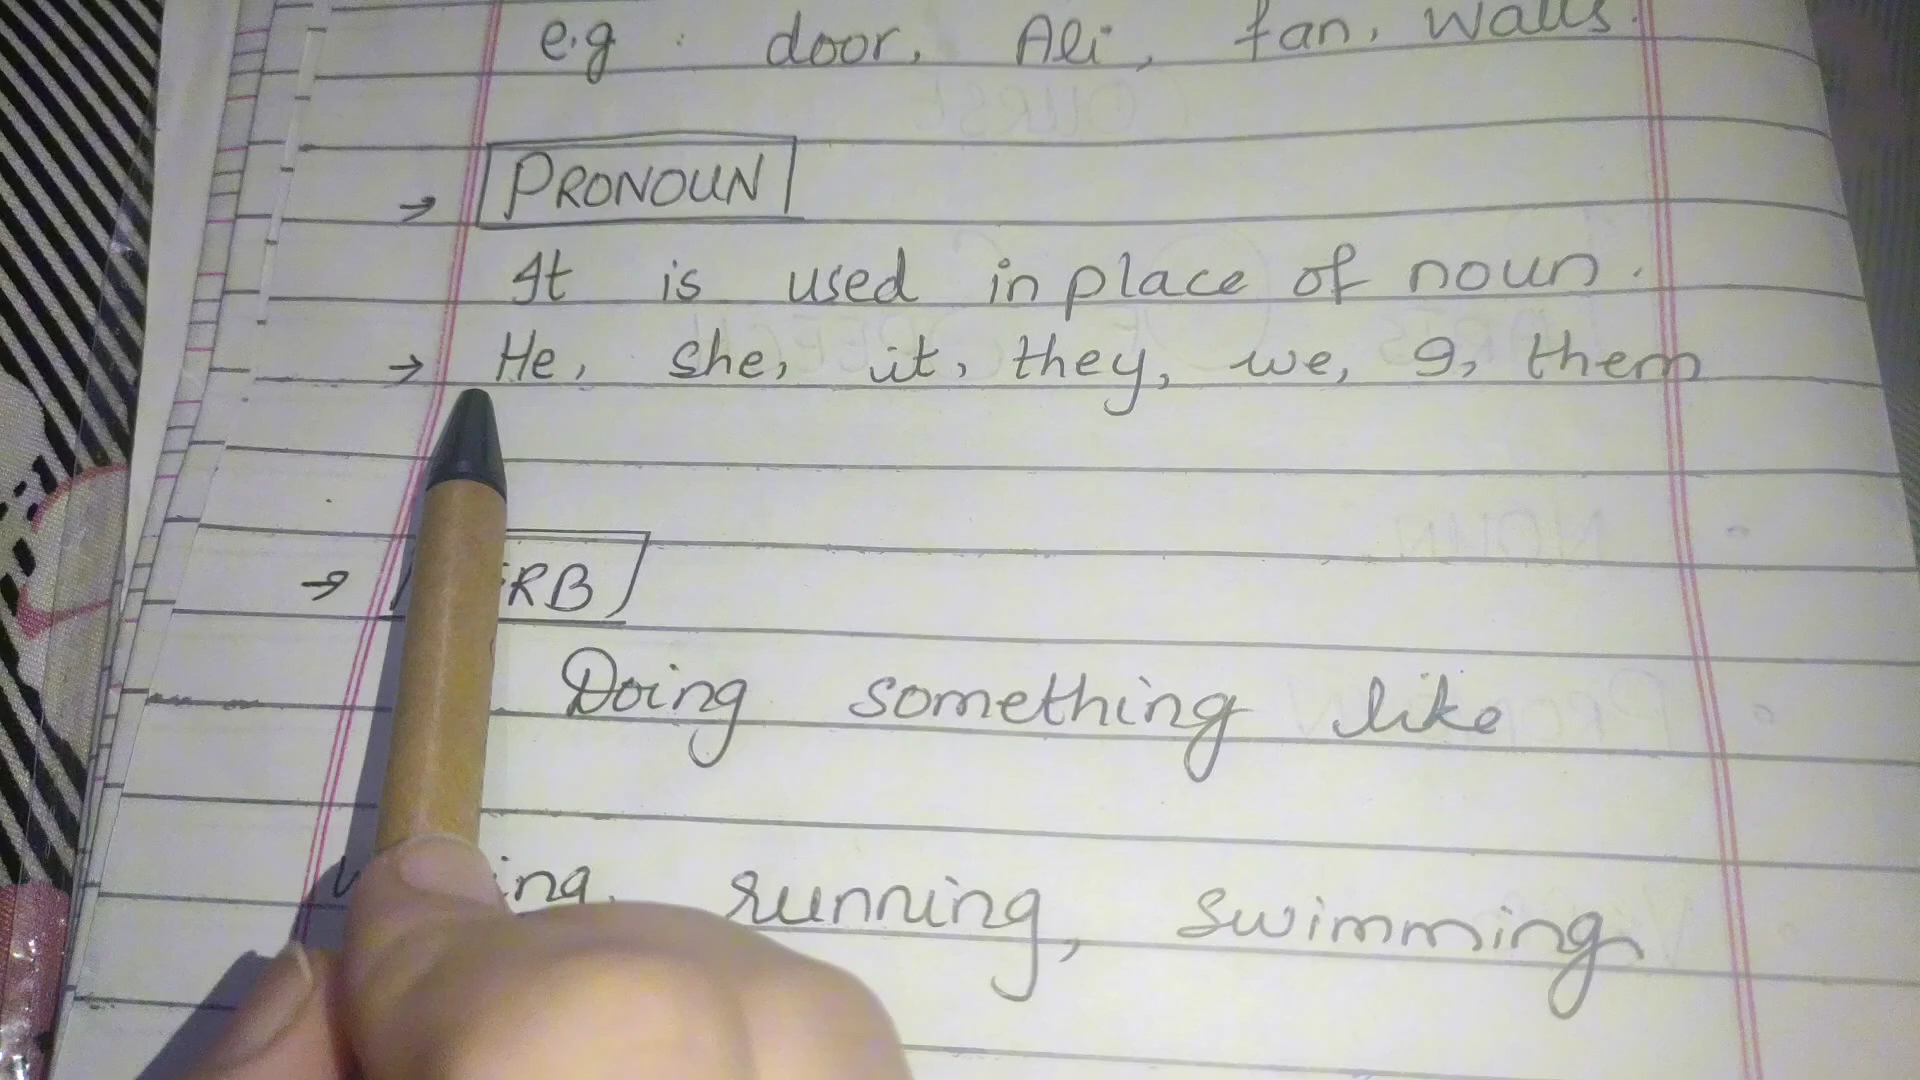 e.g : door, Ali, fan, walls.
→ PRONOUN
It is used in place of noun.
→ He, she, it, they, we, I, them
→
Doing something like
running, swimming